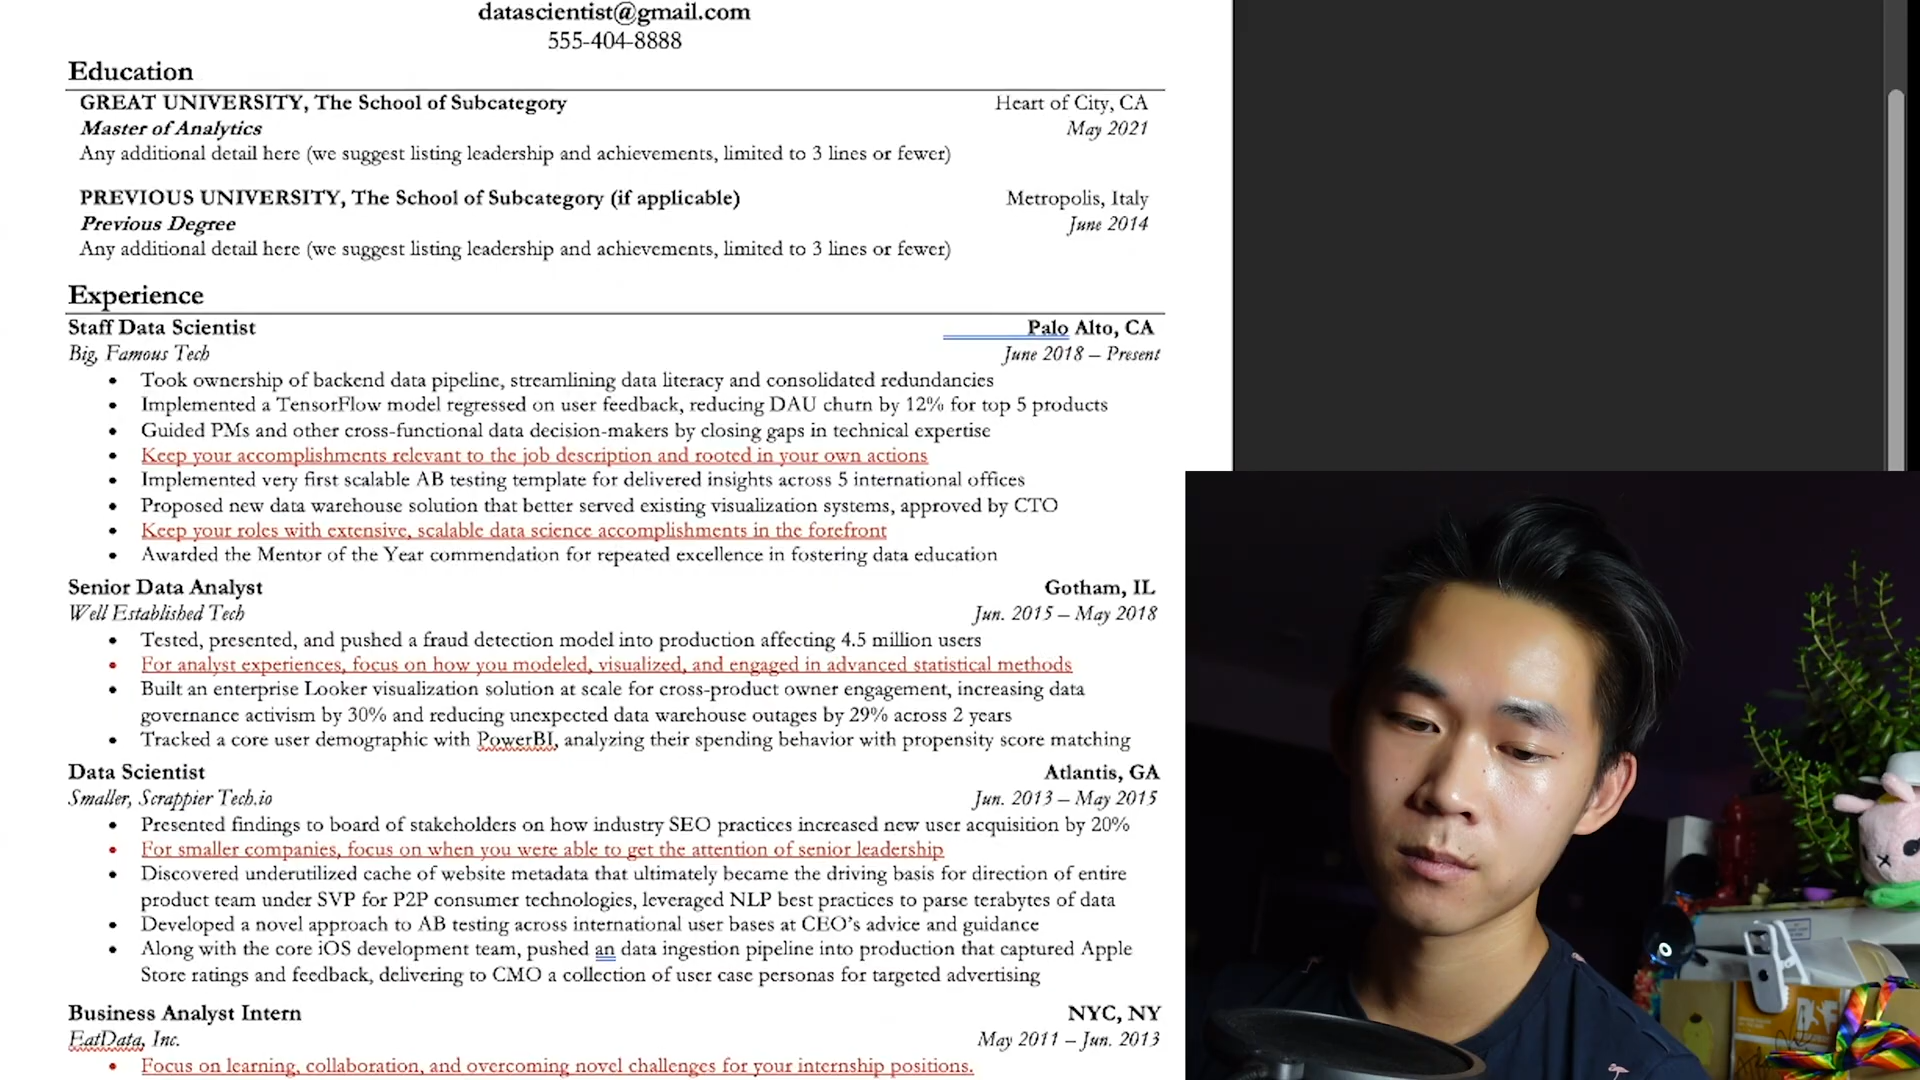 datascientist@gmail.com
555-404-8888
Education
GREAT UNIVERSITY, The School of Subcategory Heart of City, CA
Master of Analytics May 2021
Any additional detail here (we suggest listing leadership and achievements, limited to 3 lines or fewer)
PREVIOUS UNIVERSITY, The School of Subcategory (if applicable) Metropolis, Italy
Previous Degree June 2014
Any additional detail here (we suggest listing leadership and achievements, limited to 3 lines or fewer)
Experience
Staff Data Scientist Palo Alto, CA
Big, Famous Tech June 2018 – Present
• Took ownership of backend data pipeline, streamlining data literacy and consolidated redundancies
• Implemented a TensorFlow model regressed on user feedback, reducing DAU churn by 12% for top 5 products
• Guided PMs and other cross-functional data decision-makers by closing gaps in technical expertise
• Keep your accomplishments relevant to the job description and rooted in your own actions
• Implemented very first scalable AB testing template for delivered insights across 5 international offices
• Proposed new data warehouse solution that better served existing visualization systems, approved by CTO
• Keep your roles with extensive, scalable data science accomplishments in the forefront
• Awarded the Mentor of the Year commendation for repeated excellence in fostering data education
Senior Data Analyst Gotham, IL
Well Established Tech Jun. 2015 – May 2018
• Tested, presented, and pushed a fraud detection model into production affecting 4.5 million users
• For analyst experiences, focus on how you modeled, visualized, and engaged in advanced statistical methods
• Built an enterprise Looker visualization solution at scale for cross-product owner engagement, increasing data
governance activism by 30% and reducing unexpected data warehouse outages by 29% across 2 years
• Tracked a core user demographic with PowerBI, analyzing their spending behavior with propensity score matching
Data Scientist Atlantis, GA
Smaller, Scrappier Tech.io Jun. 2013 – May 2015
• Presented findings to board of stakeholders on how industry SEO practices increased new user acquisition by 20%
• For smaller companies, focus on when you were able to get the attention of senior leadership
• Discovered underutilized cache of website metadata that ultimately became the driving basis for direction of entire
product team under SVP for P2P consumer technologies, leveraged NLP best practices to parse terabytes of data
• Developed a novel approach to AB testing across international user bases at CEO's advice and guidance
• Along with the core iOS development team, pushed an data ingestion pipeline into production that captured Apple
Store ratings and feedback, delivering to CMO a collection of user case personas for targeted advertising
Business Analyst Intern NYC, NY
EatData, Inc. May 2011 – Jun. 2013
• Focus on learning, collaboration, and overcoming novel challenges for your internship positions.